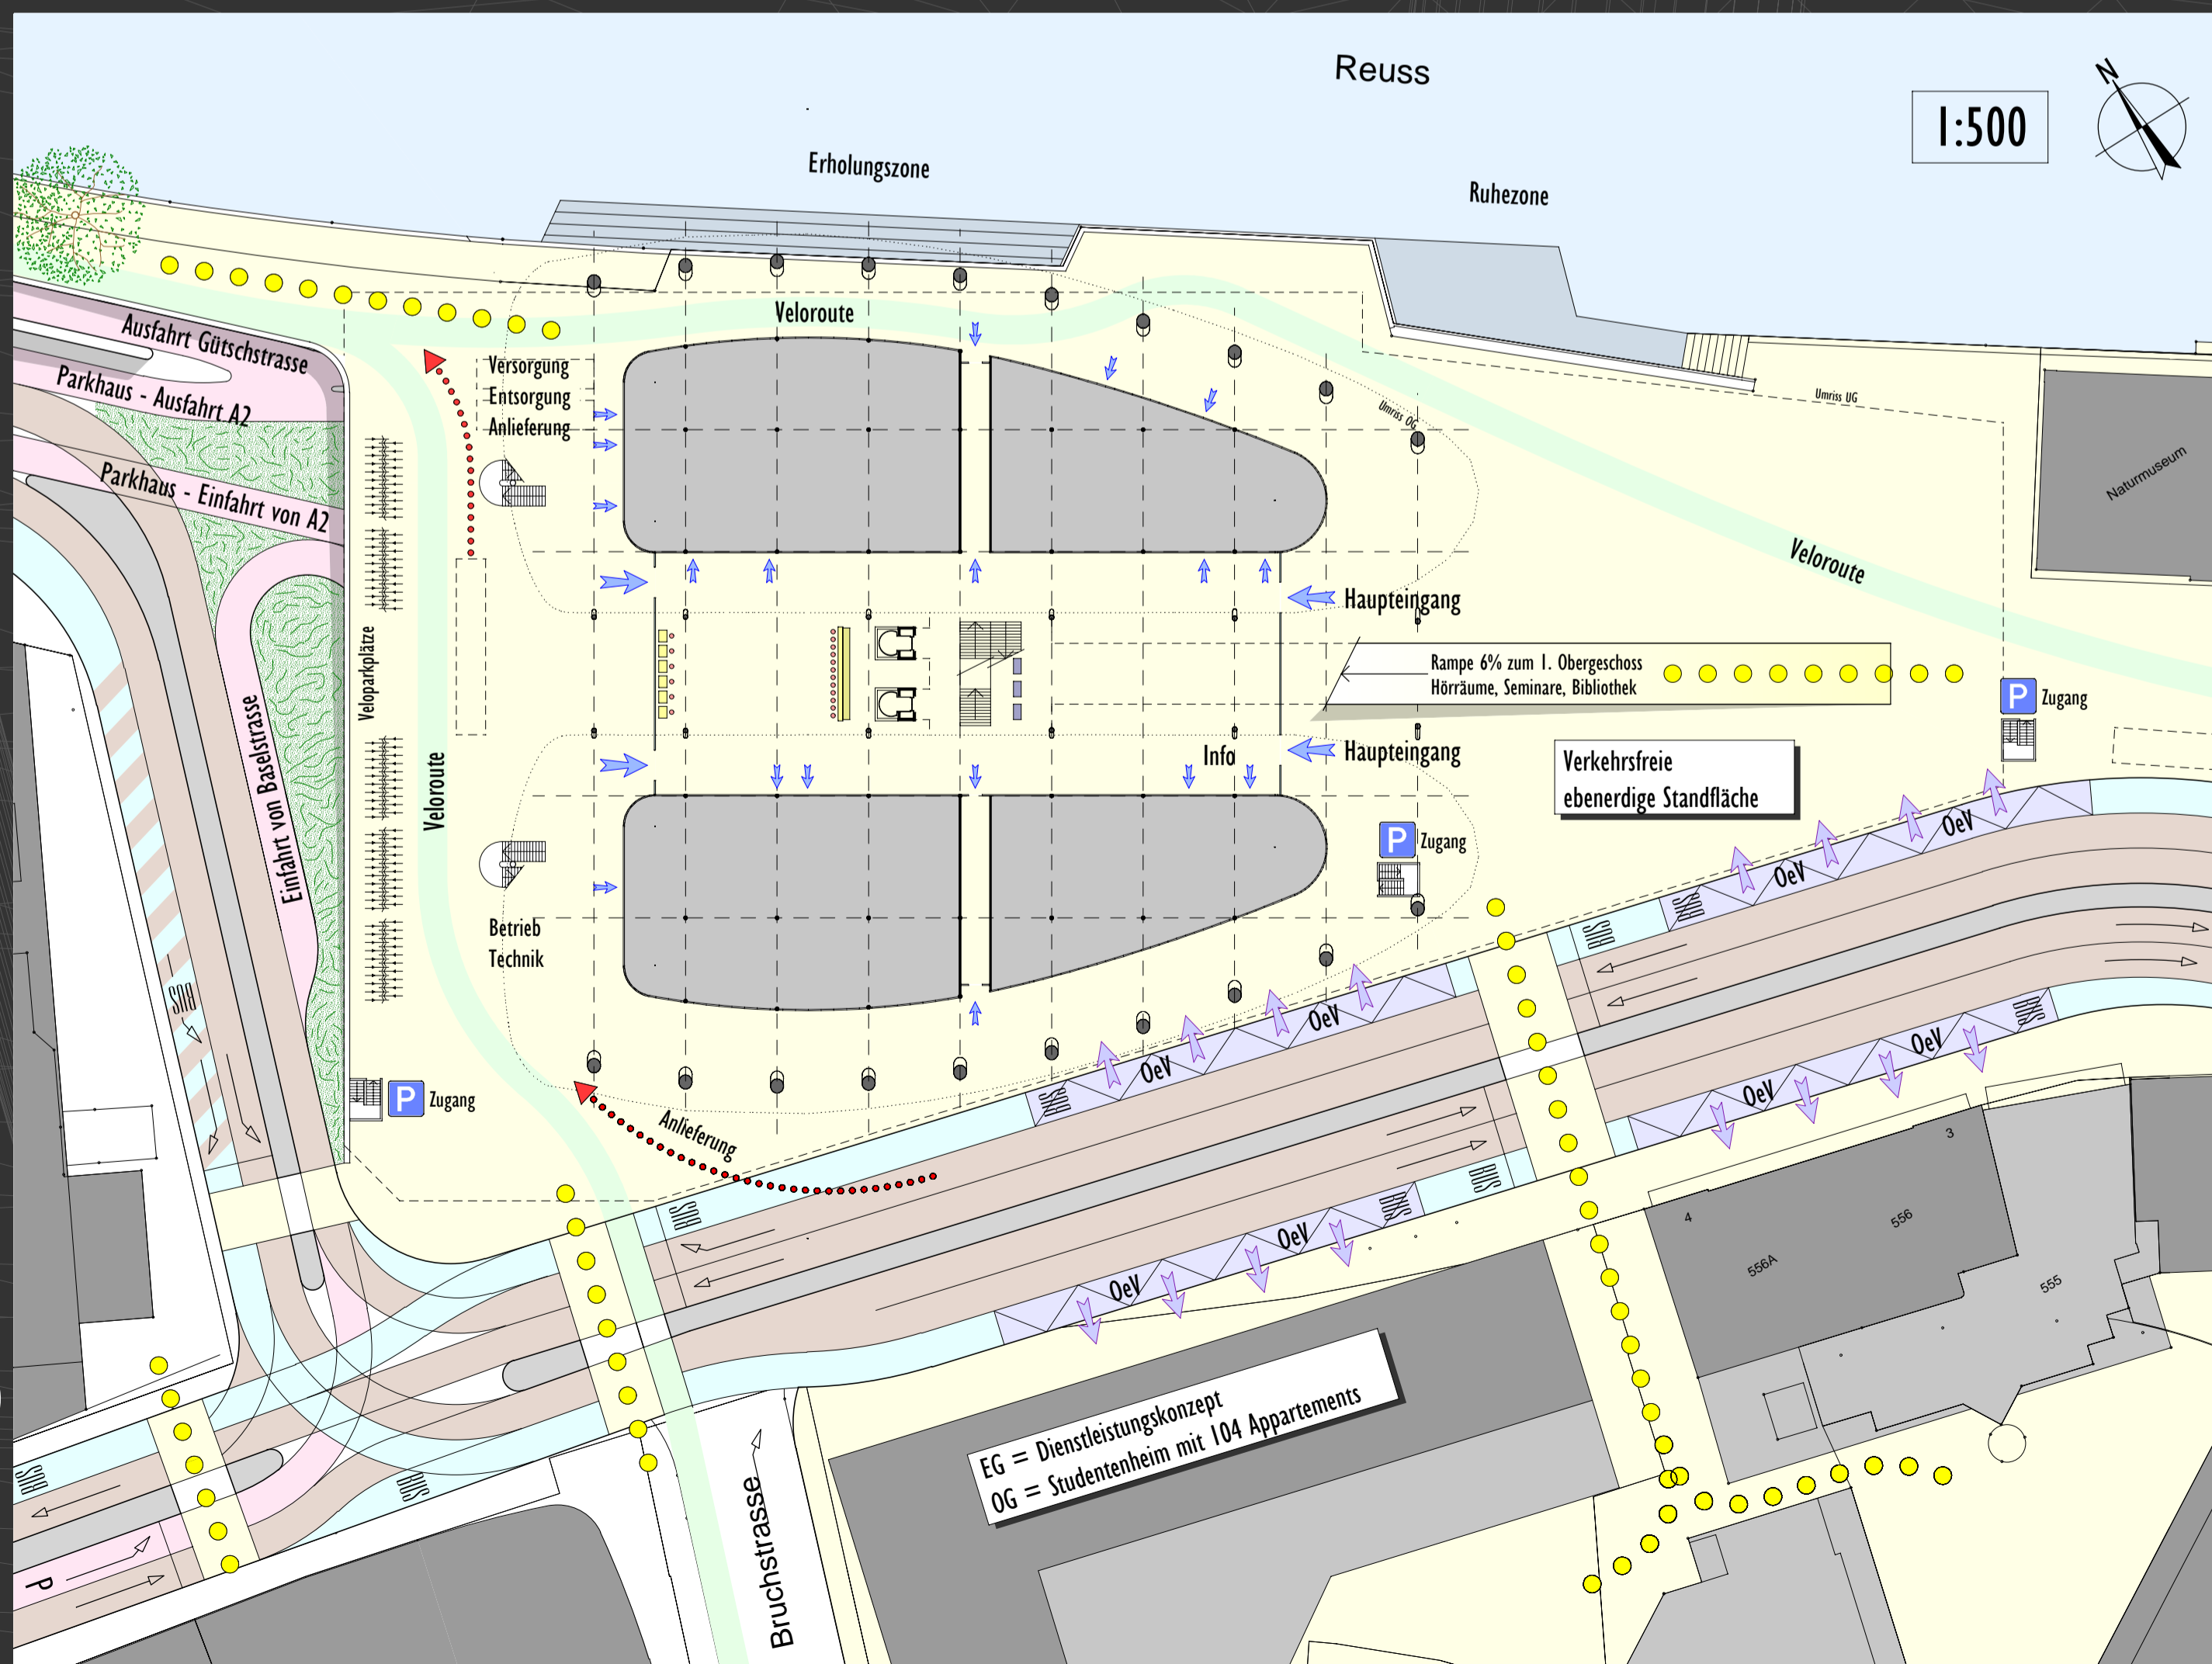 Reuss
N
1:500
Erholungszone
Ruhezone
Ausfahrt Gütschstrasse
Parkhaus - Ausfahrt A2
Parkhaus - Einfahrt von A2
Einfahrt von Baselstrasse
Veloparkplätze
Veloroute
Veloroute
Veloroute
Versorgung
Entsorgung
Anlieferung
Umriss OG
Umriss UG
Naturmuseum
Haupteingang
Rampe 6% zum 1. Obergeschoss
Hörräume, Seminare, Bibliothek
P Zugang
Info
Haupteingang
Verkehrsfreie
ebenerdige Standfläche
P Zugang
Betrieb
Technik
P Zugang
Anlieferung
OeV
OeV
OeV
OeV
OeV
OeV
OeV
OeV
BUS
BUS
BUS
BUS
BUS
BUS
BUS
BUS
BUS
BUS
BUS
3
4
556
556A
555
EG = Dienstleistungskonzept
OG = Studentenheim mit 104 Appartements
Bruchstrasse
P